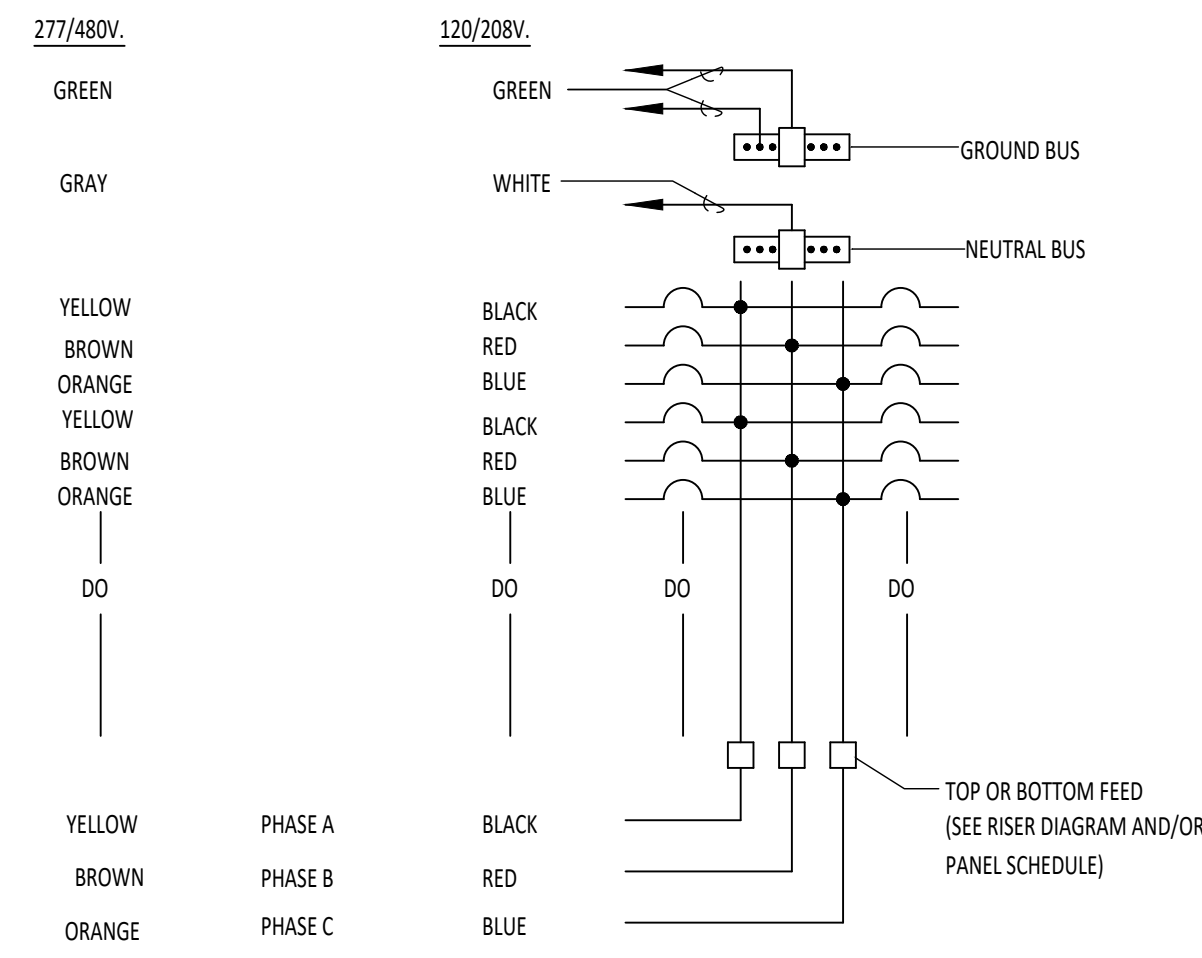 277/480V.
120/208V.
GREEN
GREEN
GROUND BUS
GRAY
WHITE
NEUTRAL BUS
YELLOW
BLACK
BROWN
RED
ORANGE
BLUE
YELLOW
BLACK
BROWN
RED
ORANGE
BLUE
DO
DO
DO
DO
TOP OR BOTTOM FEED
(SEE RISER DIAGRAM AND/OR
PANEL SCHEDULE)
YELLOW
PHASE A
BLACK
BROWN
PHASE B
RED
ORANGE
PHASE C
BLUE